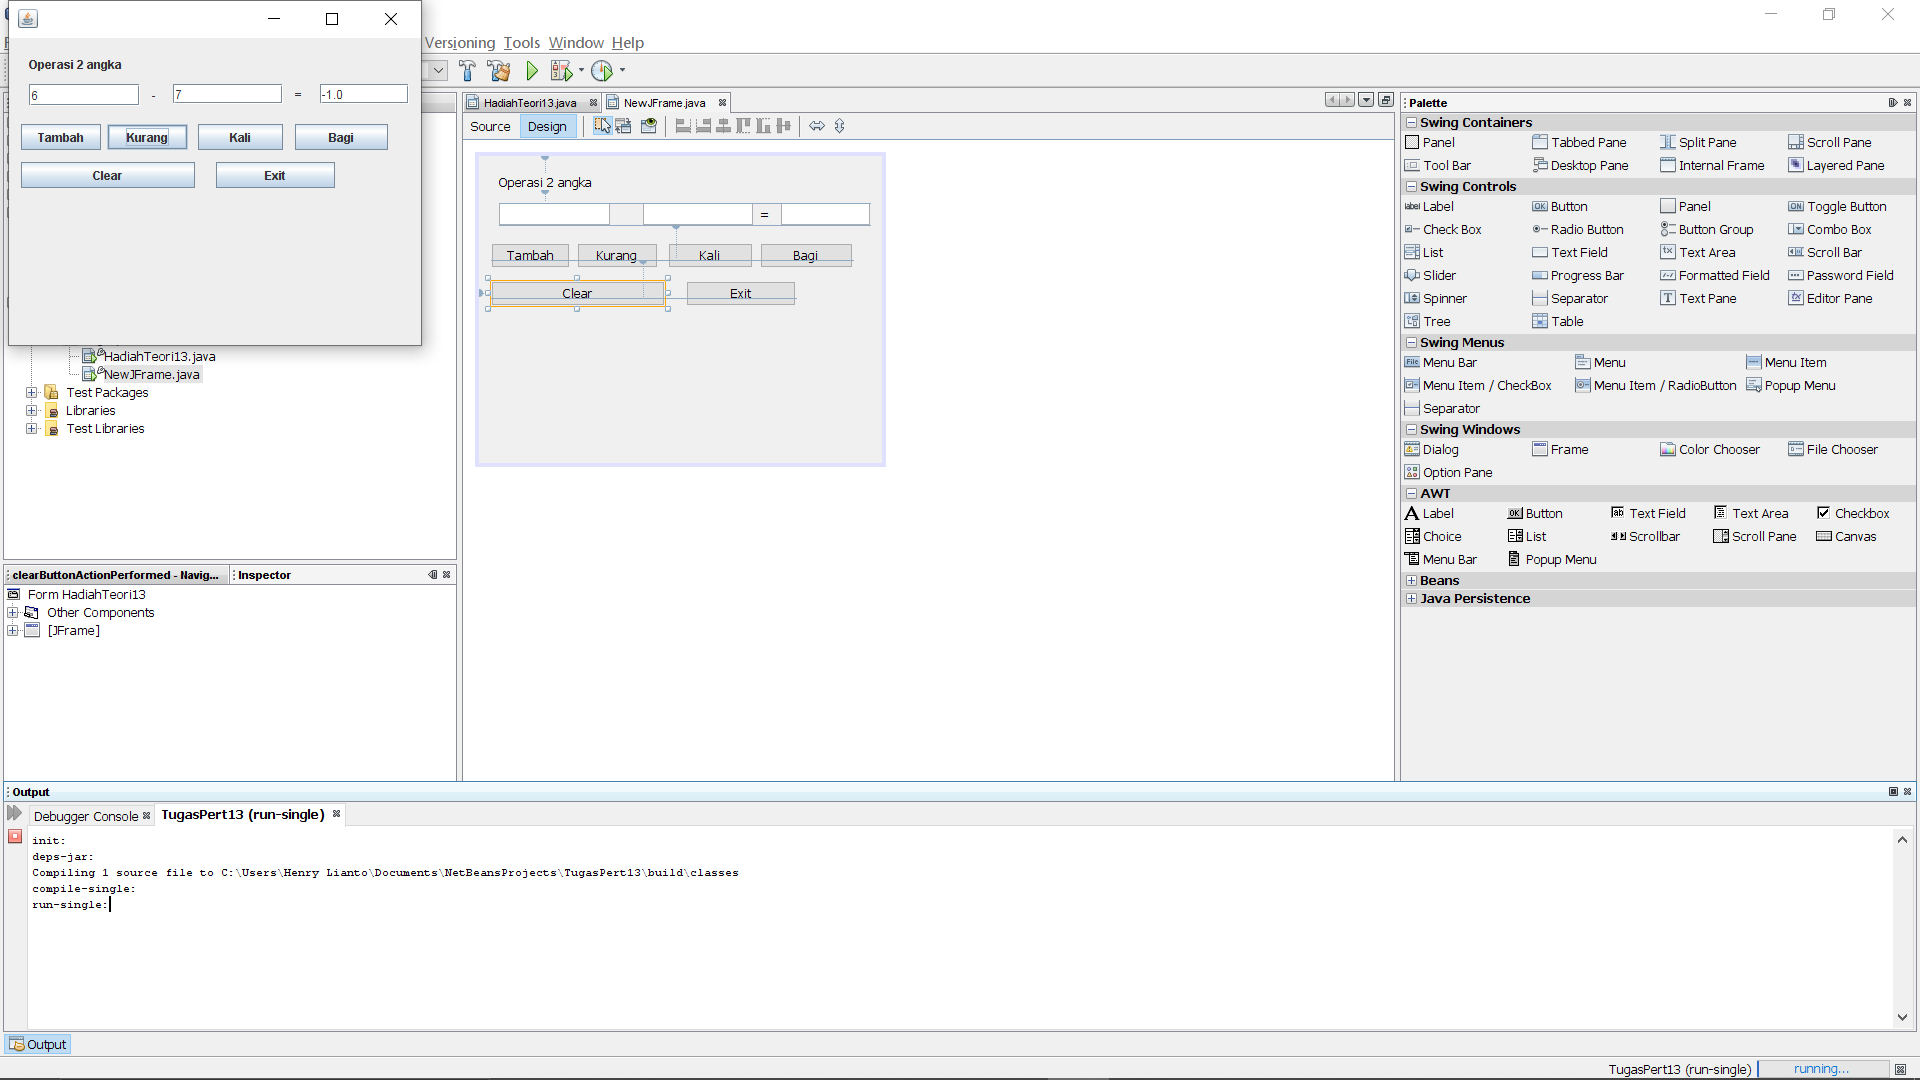 Versioning Tools Window Help
Operasi 2 angka
6 - 7 = -1.0
Tambah Kurang Kali Bagi
Clear Exit
HadiahTeori13.java NewJFrame.java
Source Design
Operasi 2 angka
=
Tambah Kurang Kali Bagi
Clear Exit
HadiahTeori13.java
NewJFrame.java
Test Packages
Libraries
Test Libraries
clearButtonActionPerformed - Navig... Inspector
Form HadiahTeori13
Other Components
[JFrame]
Palette
Swing Containers
Panel Tabbed Pane Split Pane Scroll Pane
Tool Bar Desktop Pane Internal Frame Layered Pane
Swing Controls
label Label OK Button Panel ON Toggle Button
Check Box Radio Button Button Group Combo Box
List Text Field Text Area Scroll Bar
Slider Progress Bar Formatted Field Password Field
Spinner Separator Text Pane Editor Pane
Tree Table
Swing Menus
File Menu Bar Menu Menu Item
Menu Item / CheckBox Menu Item / RadioButton Popup Menu
Separator
Swing Windows
Dialog Frame Color Chooser File Chooser
Option Pane
AWT
A Label OK Button ab Text Field Text Area Checkbox
Choice List Scrollbar Scroll Pane Canvas
Menu Bar Popup Menu
Beans
Java Persistence
Output
Debugger Console TugasPert13 (run-single)
init:
deps-jar:
Compiling 1 source file to C:\Users\Henry Lianto\Documents\NetBeansProjects\TugasPert13\build\classes
compile-single:
run-single:
Output
TugasPert13 (run-single) running...